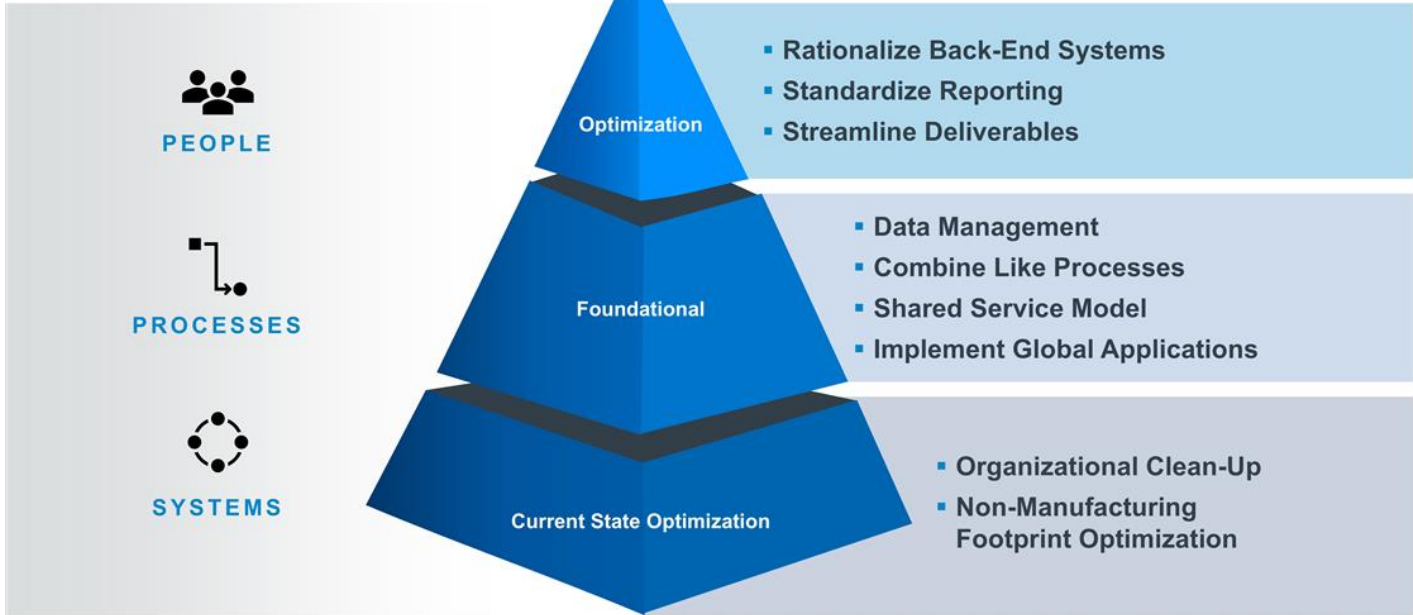 PEOPLE
PROCESSES
SYSTEMS
Optimization
Foundational
Current State Optimization
▪ Rationalize Back-End Systems
▪ Standardize Reporting
▪ Streamline Deliverables
▪ Data Management
▪ Combine Like Processes
▪ Shared Service Model
▪ Implement Global Applications
▪ Organizational Clean-Up
▪ Non-Manufacturing
Footprint Optimization